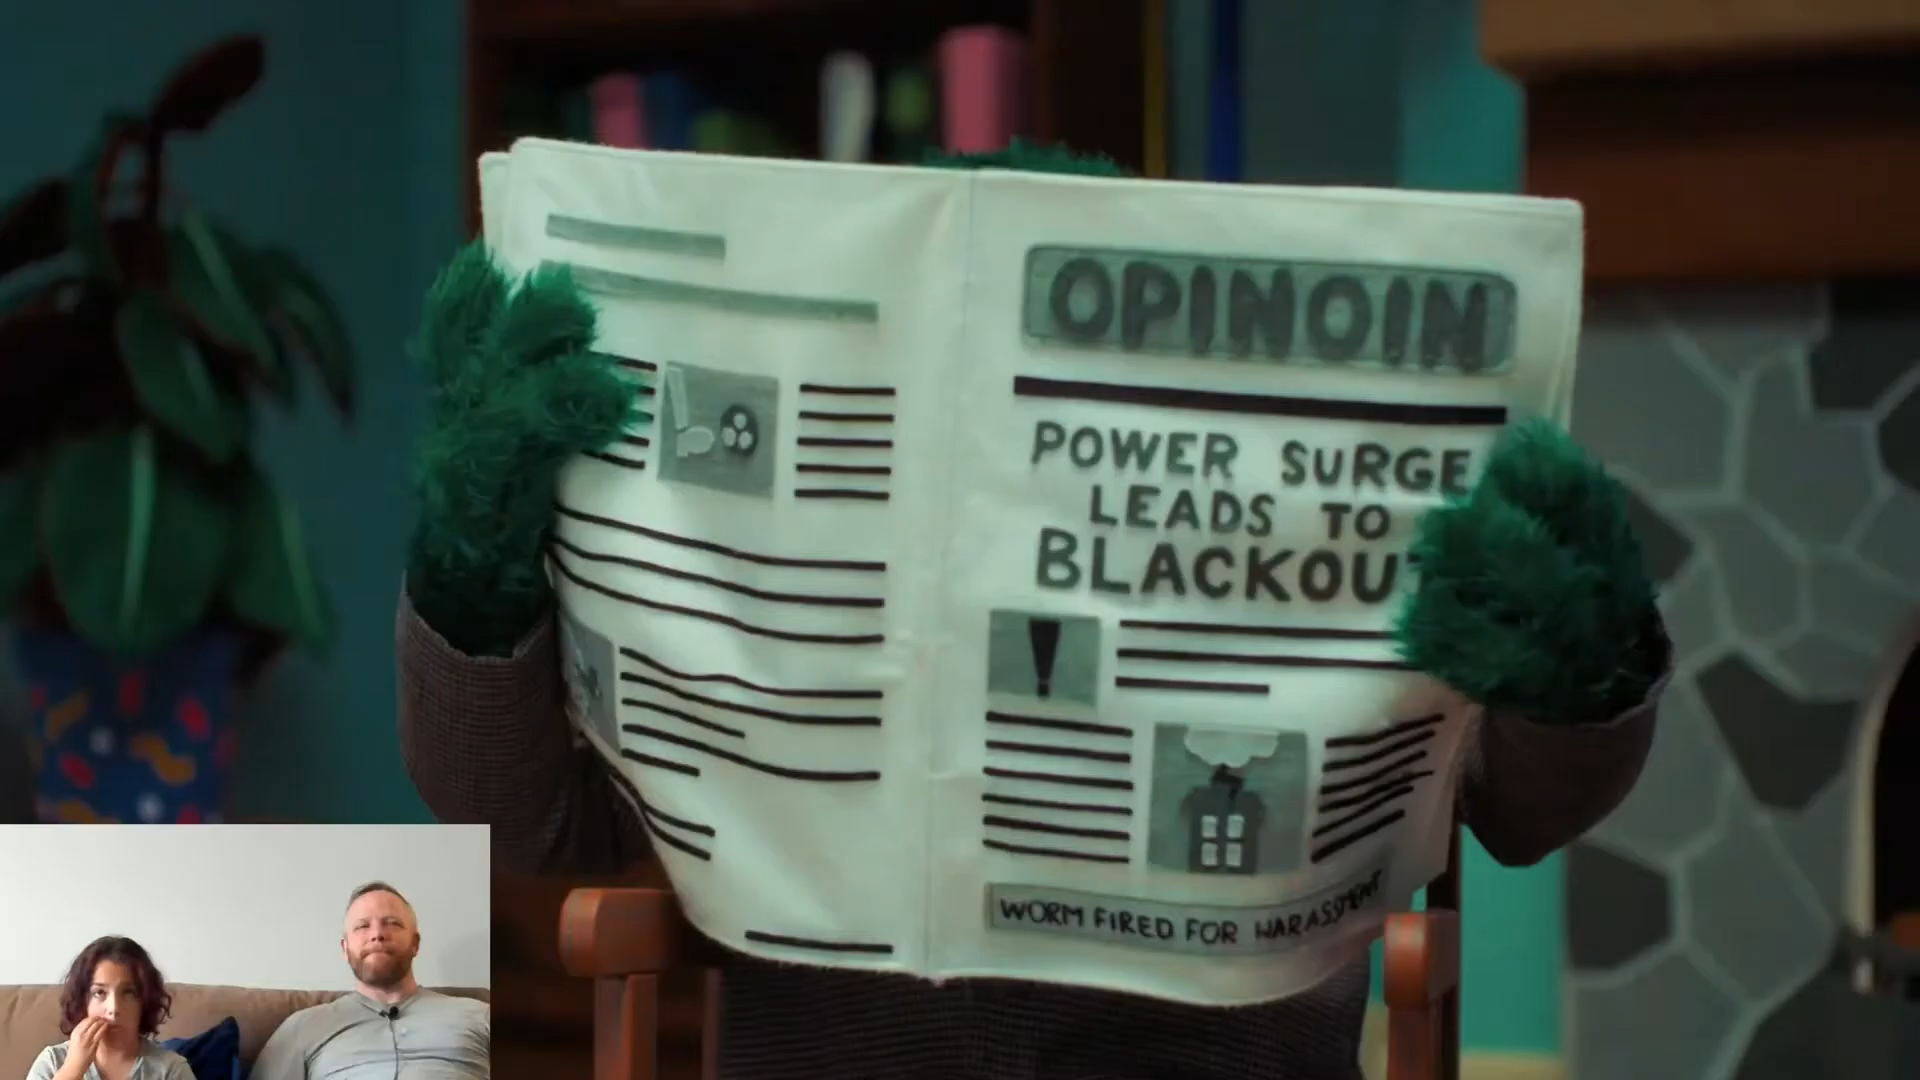 OPINOIN
POWER SURGE
LEADS TO
BLACKOUT
WORM FIRED FOR HARASSMENT